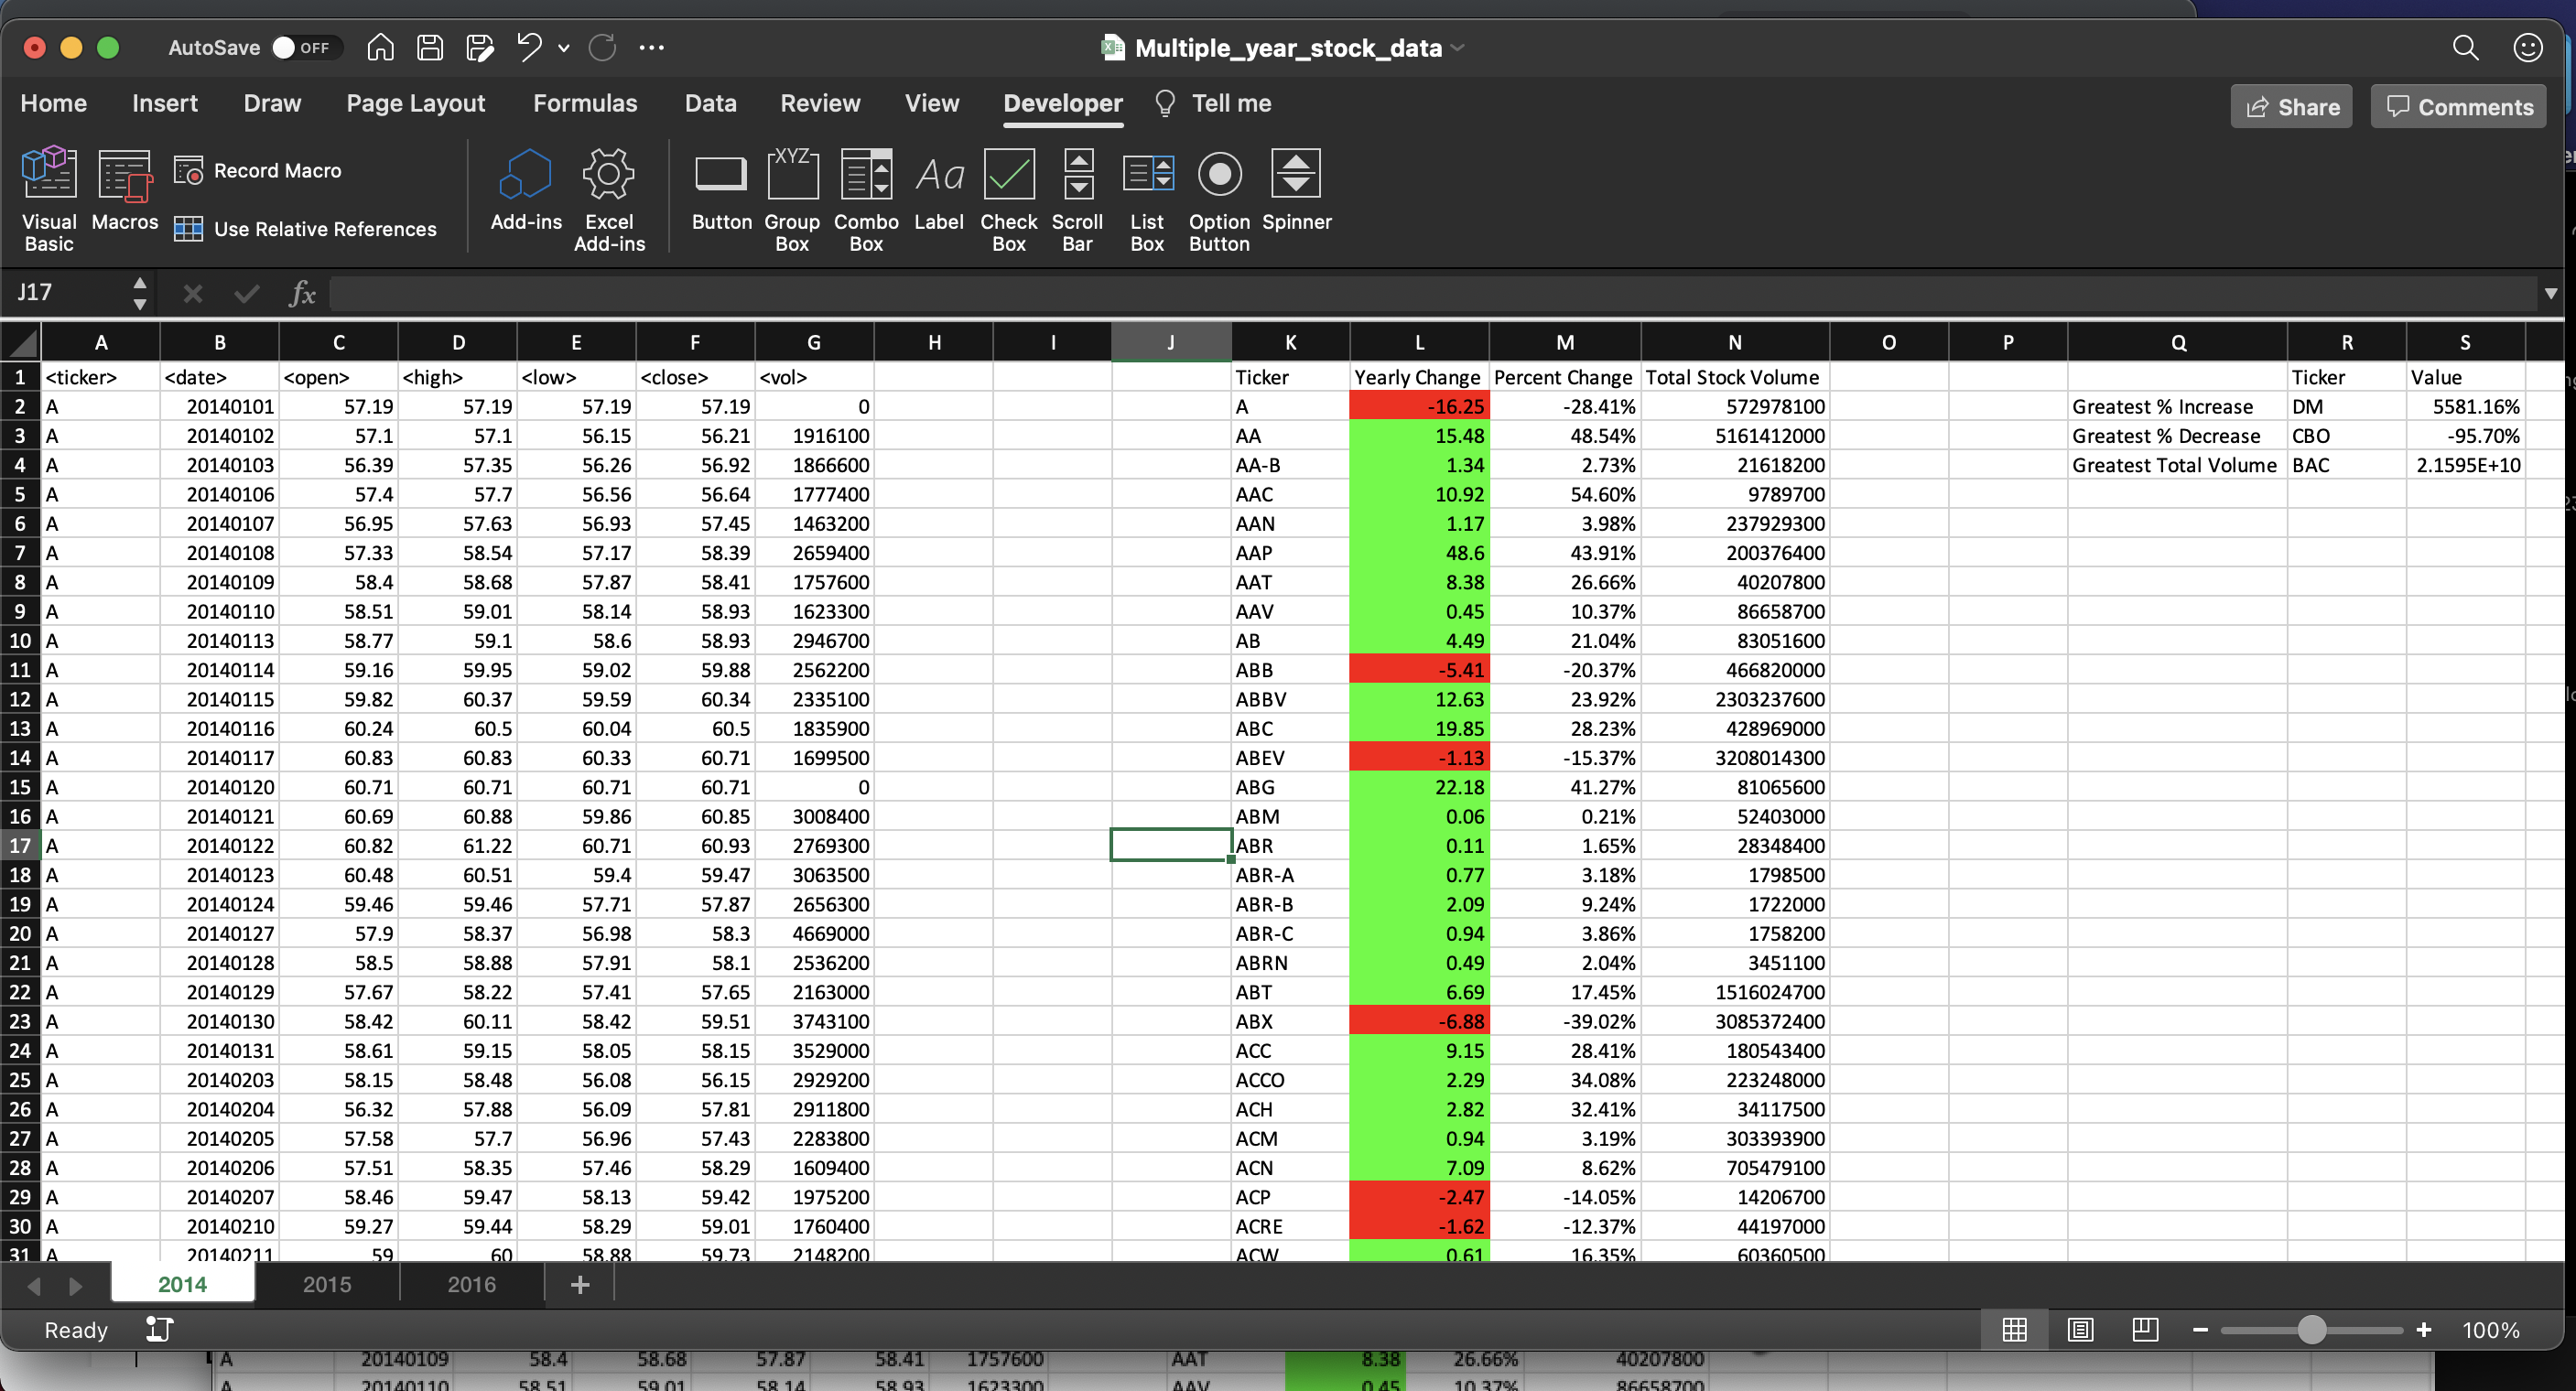 AutoSave OFF Multiple_year_stock_data
Home Insert Draw Page Layout Formulas Data Review View Developer Tell me Share Comments
Visual Basic Macros Record Macro Use Relative References Add-ins Excel Add-ins Button Group Box Combo Box Label Check Box Scroll Bar List Box Option Button Spinner
J17 fx
A B C D E F G H I J K L M N O P Q R S
1 <ticker> <date> <open> <high> <low> <close> <vol> Ticker Yearly Change Percent Change Total Stock Volume Ticker Value
2 A 20140101 57.19 57.19 57.19 57.19 0 A -16.25 -28.41% 572978100 Greatest % Increase DM 5581.16%
3 A 20140102 57.1 57.1 56.15 56.21 1916100 AA 15.48 48.54% 5161412000 Greatest % Decrease CBO -95.70%
4 A 20140103 56.39 57.35 56.26 56.92 1866600 AA-B 1.34 2.73% 21618200 Greatest Total Volume BAC 2.1595E+10
5 A 20140106 57.4 57.7 56.56 56.64 1777400 AAC 10.92 54.60% 9789700
6 A 20140107 56.95 57.63 56.93 57.45 1463200 AAN 1.17 3.98% 237929300
7 A 20140108 57.33 58.54 57.17 58.39 2659400 AAP 48.6 43.91% 200376400
8 A 20140109 58.4 58.68 57.87 58.41 1757600 AAT 8.38 26.66% 40207800
9 A 20140110 58.51 59.01 58.14 58.93 1623300 AAV 0.45 10.37% 86658700
10 A 20140113 58.77 59.1 58.6 58.93 2946700 AB 4.49 21.04% 83051600
11 A 20140114 59.16 59.95 59.02 59.88 2562200 ABB -5.41 -20.37% 466820000
12 A 20140115 59.82 60.37 59.59 60.34 2335100 ABBV 12.63 23.92% 2303237600
13 A 20140116 60.24 60.5 60.04 60.5 1835900 ABC 19.85 28.23% 428969000
14 A 20140117 60.83 60.83 60.33 60.71 1699500 ABEV -1.13 -15.37% 3208014300
15 A 20140120 60.71 60.71 60.71 60.71 0 ABG 22.18 41.27% 81065600
16 A 20140121 60.69 60.88 59.86 60.85 3008400 ABM 0.06 0.21% 52403000
17 A 20140122 60.82 61.22 60.71 60.93 2769300 ABR 0.11 1.65% 28348400
18 A 20140123 60.48 60.51 59.4 59.47 3063500 ABR-A 0.77 3.18% 1798500
19 A 20140124 59.46 59.46 57.71 57.87 2656300 ABR-B 2.09 9.24% 1722000
20 A 20140127 57.9 58.37 56.98 58.3 4669000 ABR-C 0.94 3.86% 1758200
21 A 20140128 58.5 58.88 57.91 58.1 2536200 ABRN 0.49 2.04% 3451100
22 A 20140129 57.67 58.22 57.41 57.65 2163000 ABT 6.69 17.45% 1516024700
23 A 20140130 58.42 60.11 58.42 59.51 3743100 ABX -6.88 -39.02% 3085372400
24 A 20140131 58.61 59.15 58.05 58.15 3529000 ACC 9.15 28.41% 180543400
25 A 20140203 58.15 58.48 56.08 56.15 2929200 ACCO 2.29 34.08% 223248000
26 A 20140204 56.32 57.88 56.09 57.81 2911800 ACH 2.82 32.41% 34117500
27 A 20140205 57.58 57.7 56.96 57.43 2283800 ACM 0.94 3.19% 303393900
28 A 20140206 57.51 58.35 57.46 58.29 1609400 ACN 7.09 8.62% 705479100
29 A 20140207 58.46 59.47 58.13 59.42 1975200 ACP -2.47 -14.05% 14206700
30 A 20140210 59.27 59.44 58.29 59.01 1760400 ACRE -1.62 -12.37% 44197000
31 A 20140211 59 60 58.88 59.73 2148200 ACW 0.61 16.35% 60360500
2014 2015 2016
Ready 100%
A 20140109 58.4 58.68 57.87 58.41 1757600 AAT 8.38 26.66% 40207800
A 20140110 58.51 59.01 58.14 58.93 1623300 AAV 0.45 10.37% 86658700